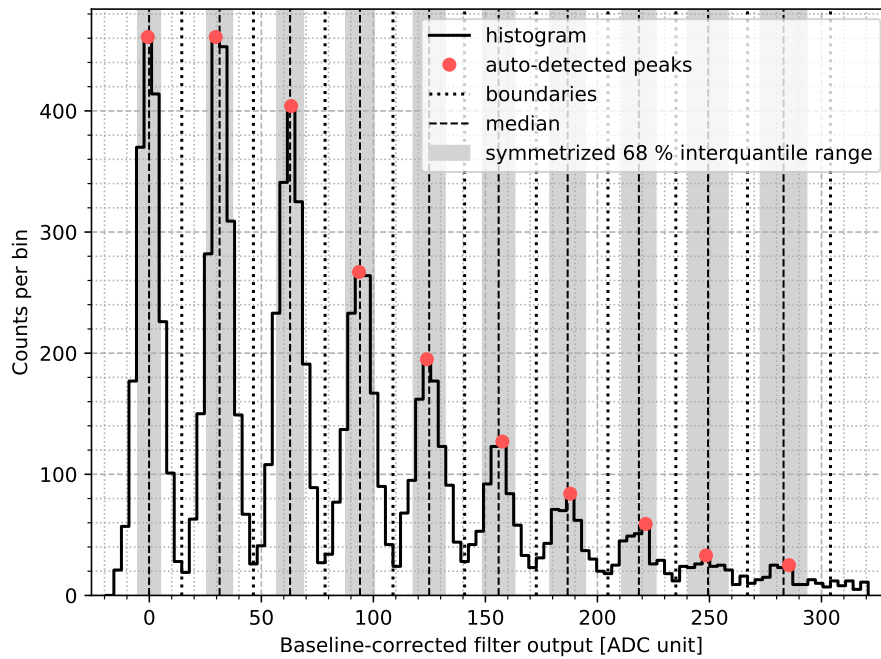 histogram
auto-detected peaks
boundaries
median
symmetrized 68 % interquantile range
400
300
200
100
0
Counts per bin
0 50 100 150 200 250 300
Baseline-corrected filter output [ADC unit]